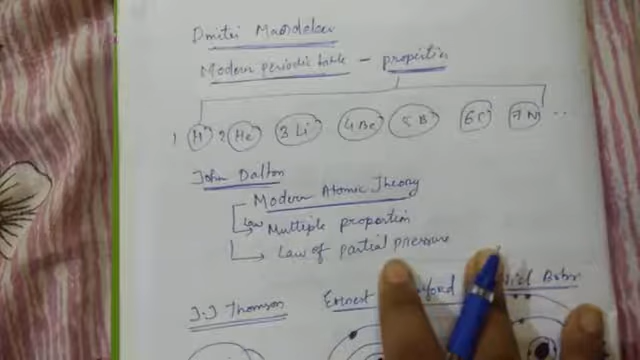 Dmitri Mendeleev
Modern periodic table - properties
1 H 2 He 3 Li 4 Be 5 B 6 C 7 N ..
John Dalton
Modern Atomic Theory
Law Multiple proportion
Law of partial pressure
J.J Thomson Ernest